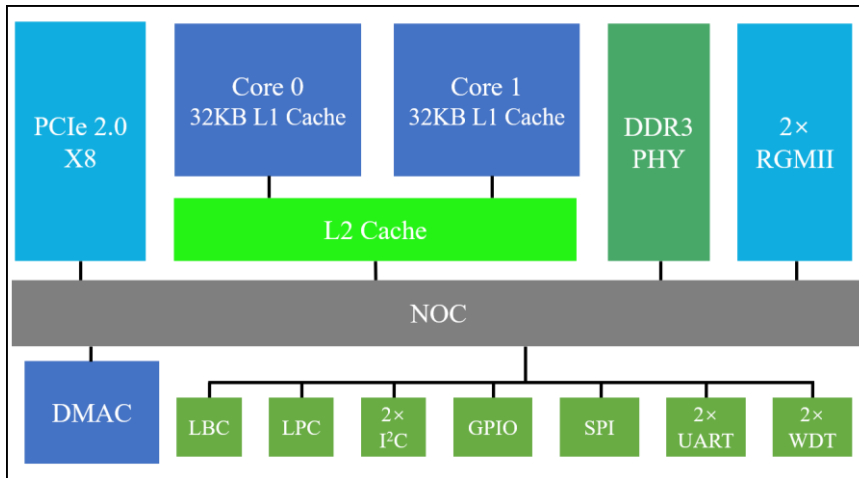 PCIe 2.0
X8
Core 0
32KB L1 Cache
Core 1
32KB L1 Cache
DDR3
PHY
2×
RGMII
L2 Cache
NOC
DMAC
LBC
LPC
2×
I²C
GPIO
SPI
2×
UART
2×
WDT